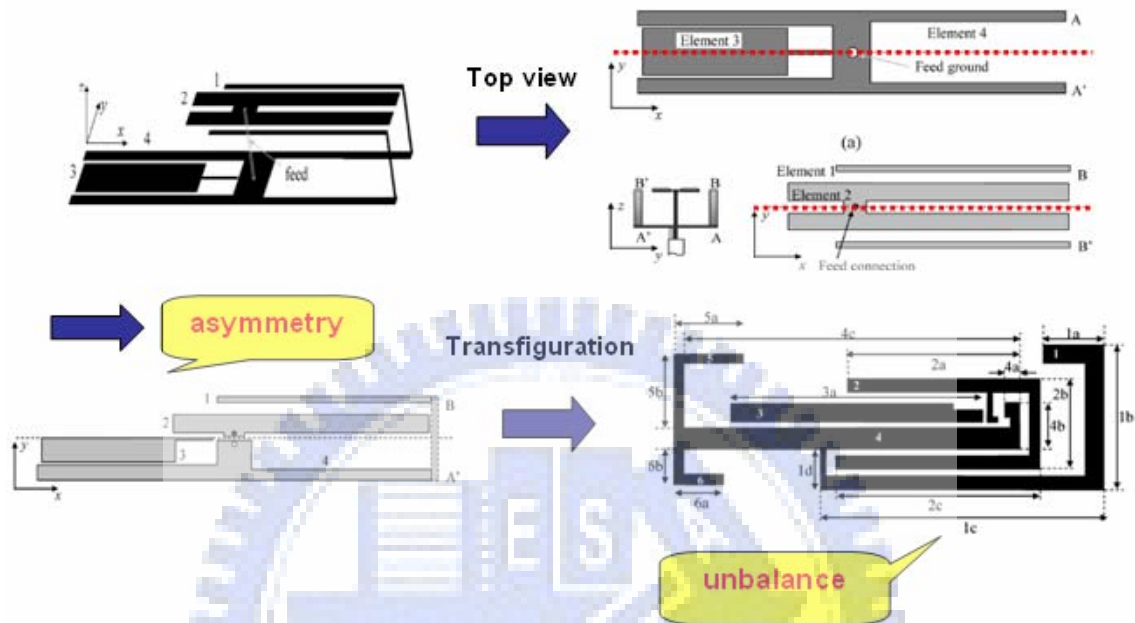 1
2
z
y
x
4
3
feed
Top view
Element 3
Element 4
A
Feed ground
A'
y
x
(a)
Element 1
B
Element 2
B'
B
z
y
A'
A
y
x
Feed connection
B'
asymmetry
Transfiguration
1
B
2
y
3
4
A'
x
5a
4c
1a
2a
4a
1
5
2
5b
3a
2b
1b
3
4b
4
6b
1d
6
6a
2c
1c
unbalance
ES